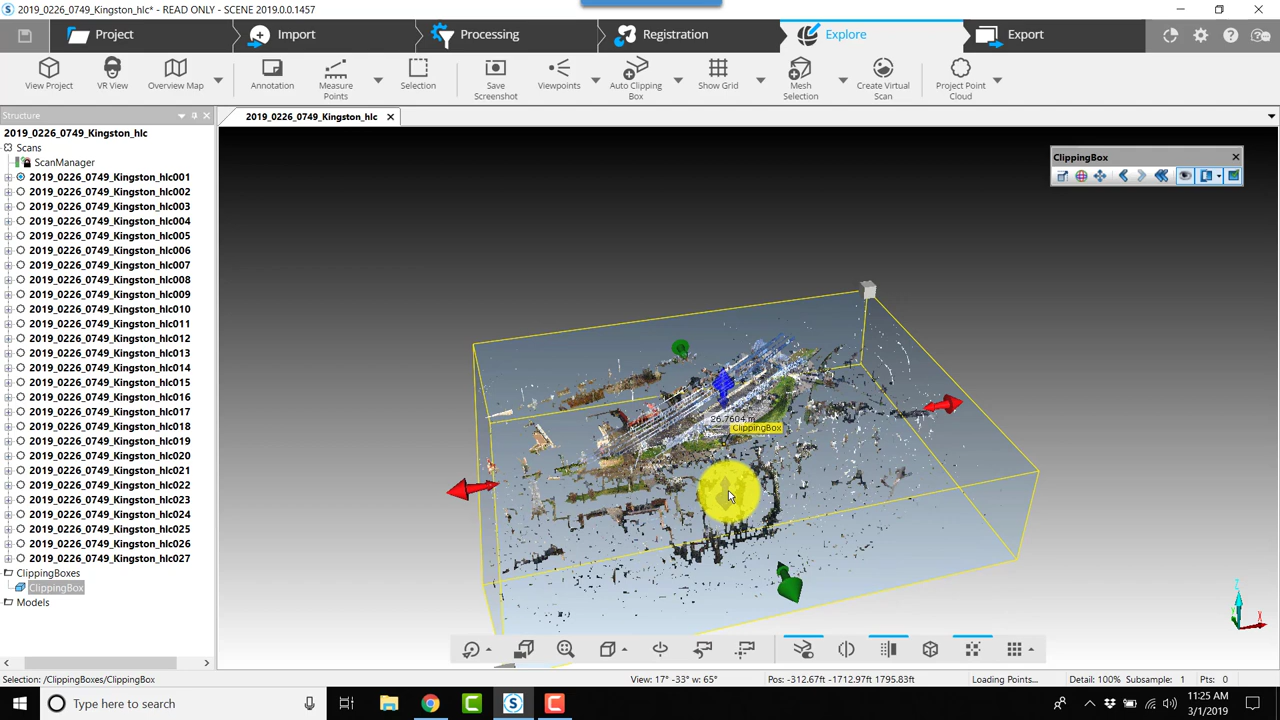 2019_0226_0749_Kingston_hlc* - READ ONLY - SCENE 2019.0.0.1457
Project
Import
Processing
Registration
Explore
Export
View Project
VR View
Overview Map
Annotation
Measure Points
Selection
Save Screenshot
Viewpoints
Auto Clipping Box
Show Grid
Mesh Selection
Create Virtual Scan
Project Point Cloud
Structure
2019_0226_0749_Kingston_hlc
2019_0226_0749_Kingston_hlc
Scans
ScanManager
2019_0226_0749_Kingston_hlc001
2019_0226_0749_Kingston_hlc002
2019_0226_0749_Kingston_hlc003
2019_0226_0749_Kingston_hlc004
2019_0226_0749_Kingston_hlc005
2019_0226_0749_Kingston_hlc006
2019_0226_0749_Kingston_hlc007
2019_0226_0749_Kingston_hlc008
2019_0226_0749_Kingston_hlc009
2019_0226_0749_Kingston_hlc010
2019_0226_0749_Kingston_hlc011
2019_0226_0749_Kingston_hlc012
2019_0226_0749_Kingston_hlc013
2019_0226_0749_Kingston_hlc014
2019_0226_0749_Kingston_hlc015
2019_0226_0749_Kingston_hlc016
2019_0226_0749_Kingston_hlc017
2019_0226_0749_Kingston_hlc018
2019_0226_0749_Kingston_hlc019
2019_0226_0749_Kingston_hlc020
2019_0226_0749_Kingston_hlc021
2019_0226_0749_Kingston_hlc022
2019_0226_0749_Kingston_hlc023
2019_0226_0749_Kingston_hlc024
2019_0226_0749_Kingston_hlc025
2019_0226_0749_Kingston_hlc026
2019_0226_0749_Kingston_hlc027
ClippingBoxes
ClippingBox
Models
ClippingBox
26.7604 m
ClippingBox
Z
X
Selection: /ClippingBoxes/ClippingBox
View: 17° -33° w: 65°
Pos: -312.67ft -1712.97ft 1795.83ft
Loading Points...
Detail: 100%
Subsample: 1
Pts: 0
Type here to search
11:25 AM
3/1/2019